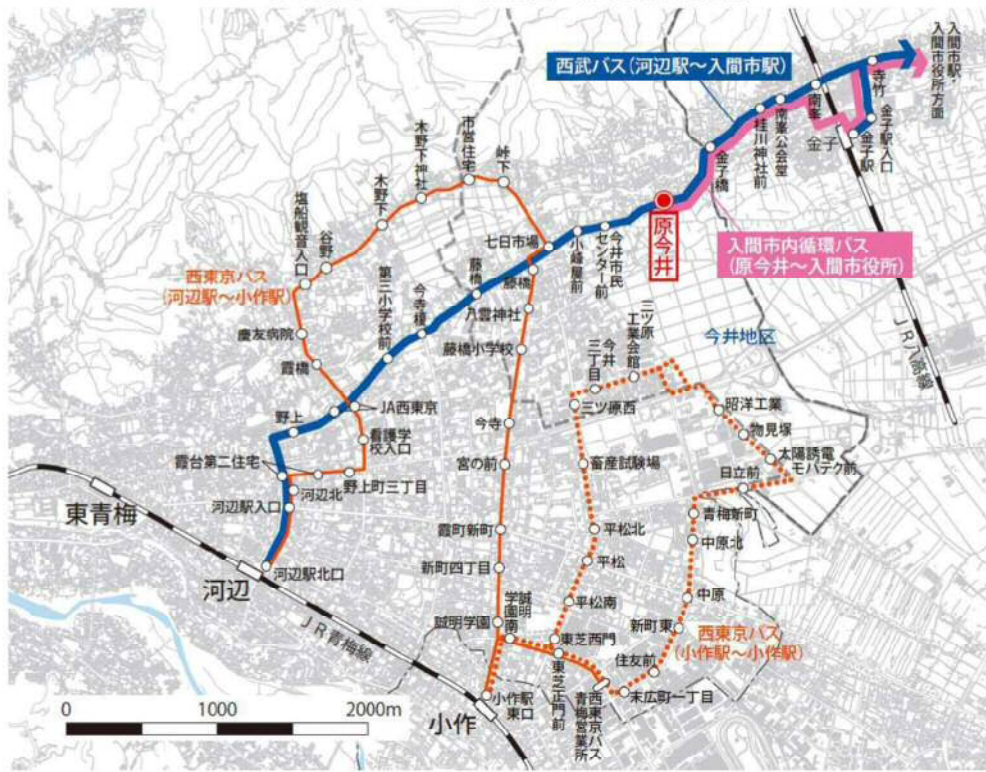 西武バス(河辺駅～入間市駅)
入間市駅・
入間市役所方面
寺竹
金子駅入口
金子駅
金子
南峯
南峯公会堂
桂川神社前
金子橋
原今井
入間市内循環バス
(原今井～入間市役所)
JR八高線
今井地区
今井市民
センター前
小峰屋前
七日市場
峠下
市営住宅
木野下神社
木野下
谷野
塩船観音入口
西東京バス
(河辺駅～小作駅)
慶友病院
霞橋
第三小学校前
今寺榎
藤橋
藤橋
八雲神社
藤橋小学校
今寺
宮の前
霞町新町
新町四丁目
誠明学園
誠明
学園南
JA西東京
看護学
校入口
野上
霞台第二住宅
野上町三丁目
河辺北
河辺駅入口
河辺駅北口
東青梅
河辺
JR青梅線
小作
小作駅
東口
三ツ原
工業会館
今井
三丁目
三ツ原西
畜産試験場
平松北
平松
平松南
東芝西門
東芝正門前
西東京バス
青梅営業所
末広町一丁目
住友前
新町東
中原
中原北
青梅新町
日立前
太陽誘電
モバテク前
物見塚
昭洋工業
西東京バス
(小作駅～小作駅)
0
1000
2000m